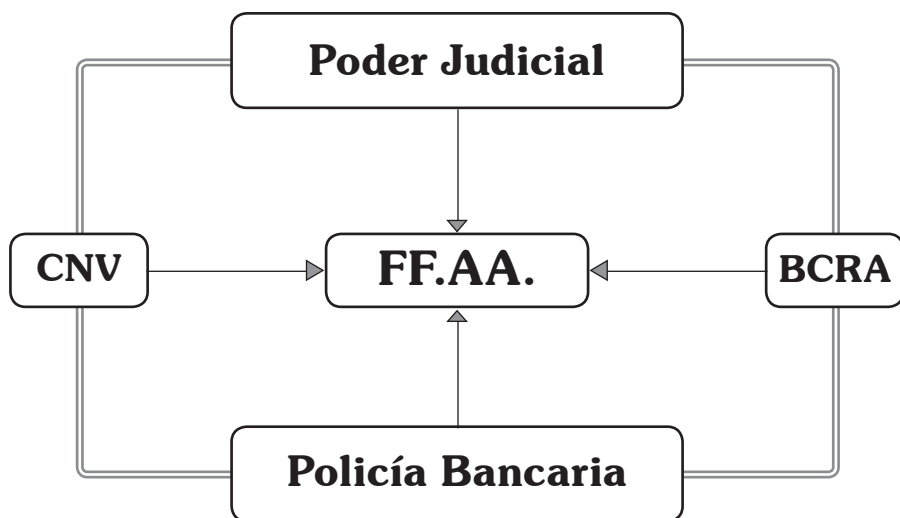 Poder Judicial
CNV
FF.AA.
BCRA
Policía Bancaria